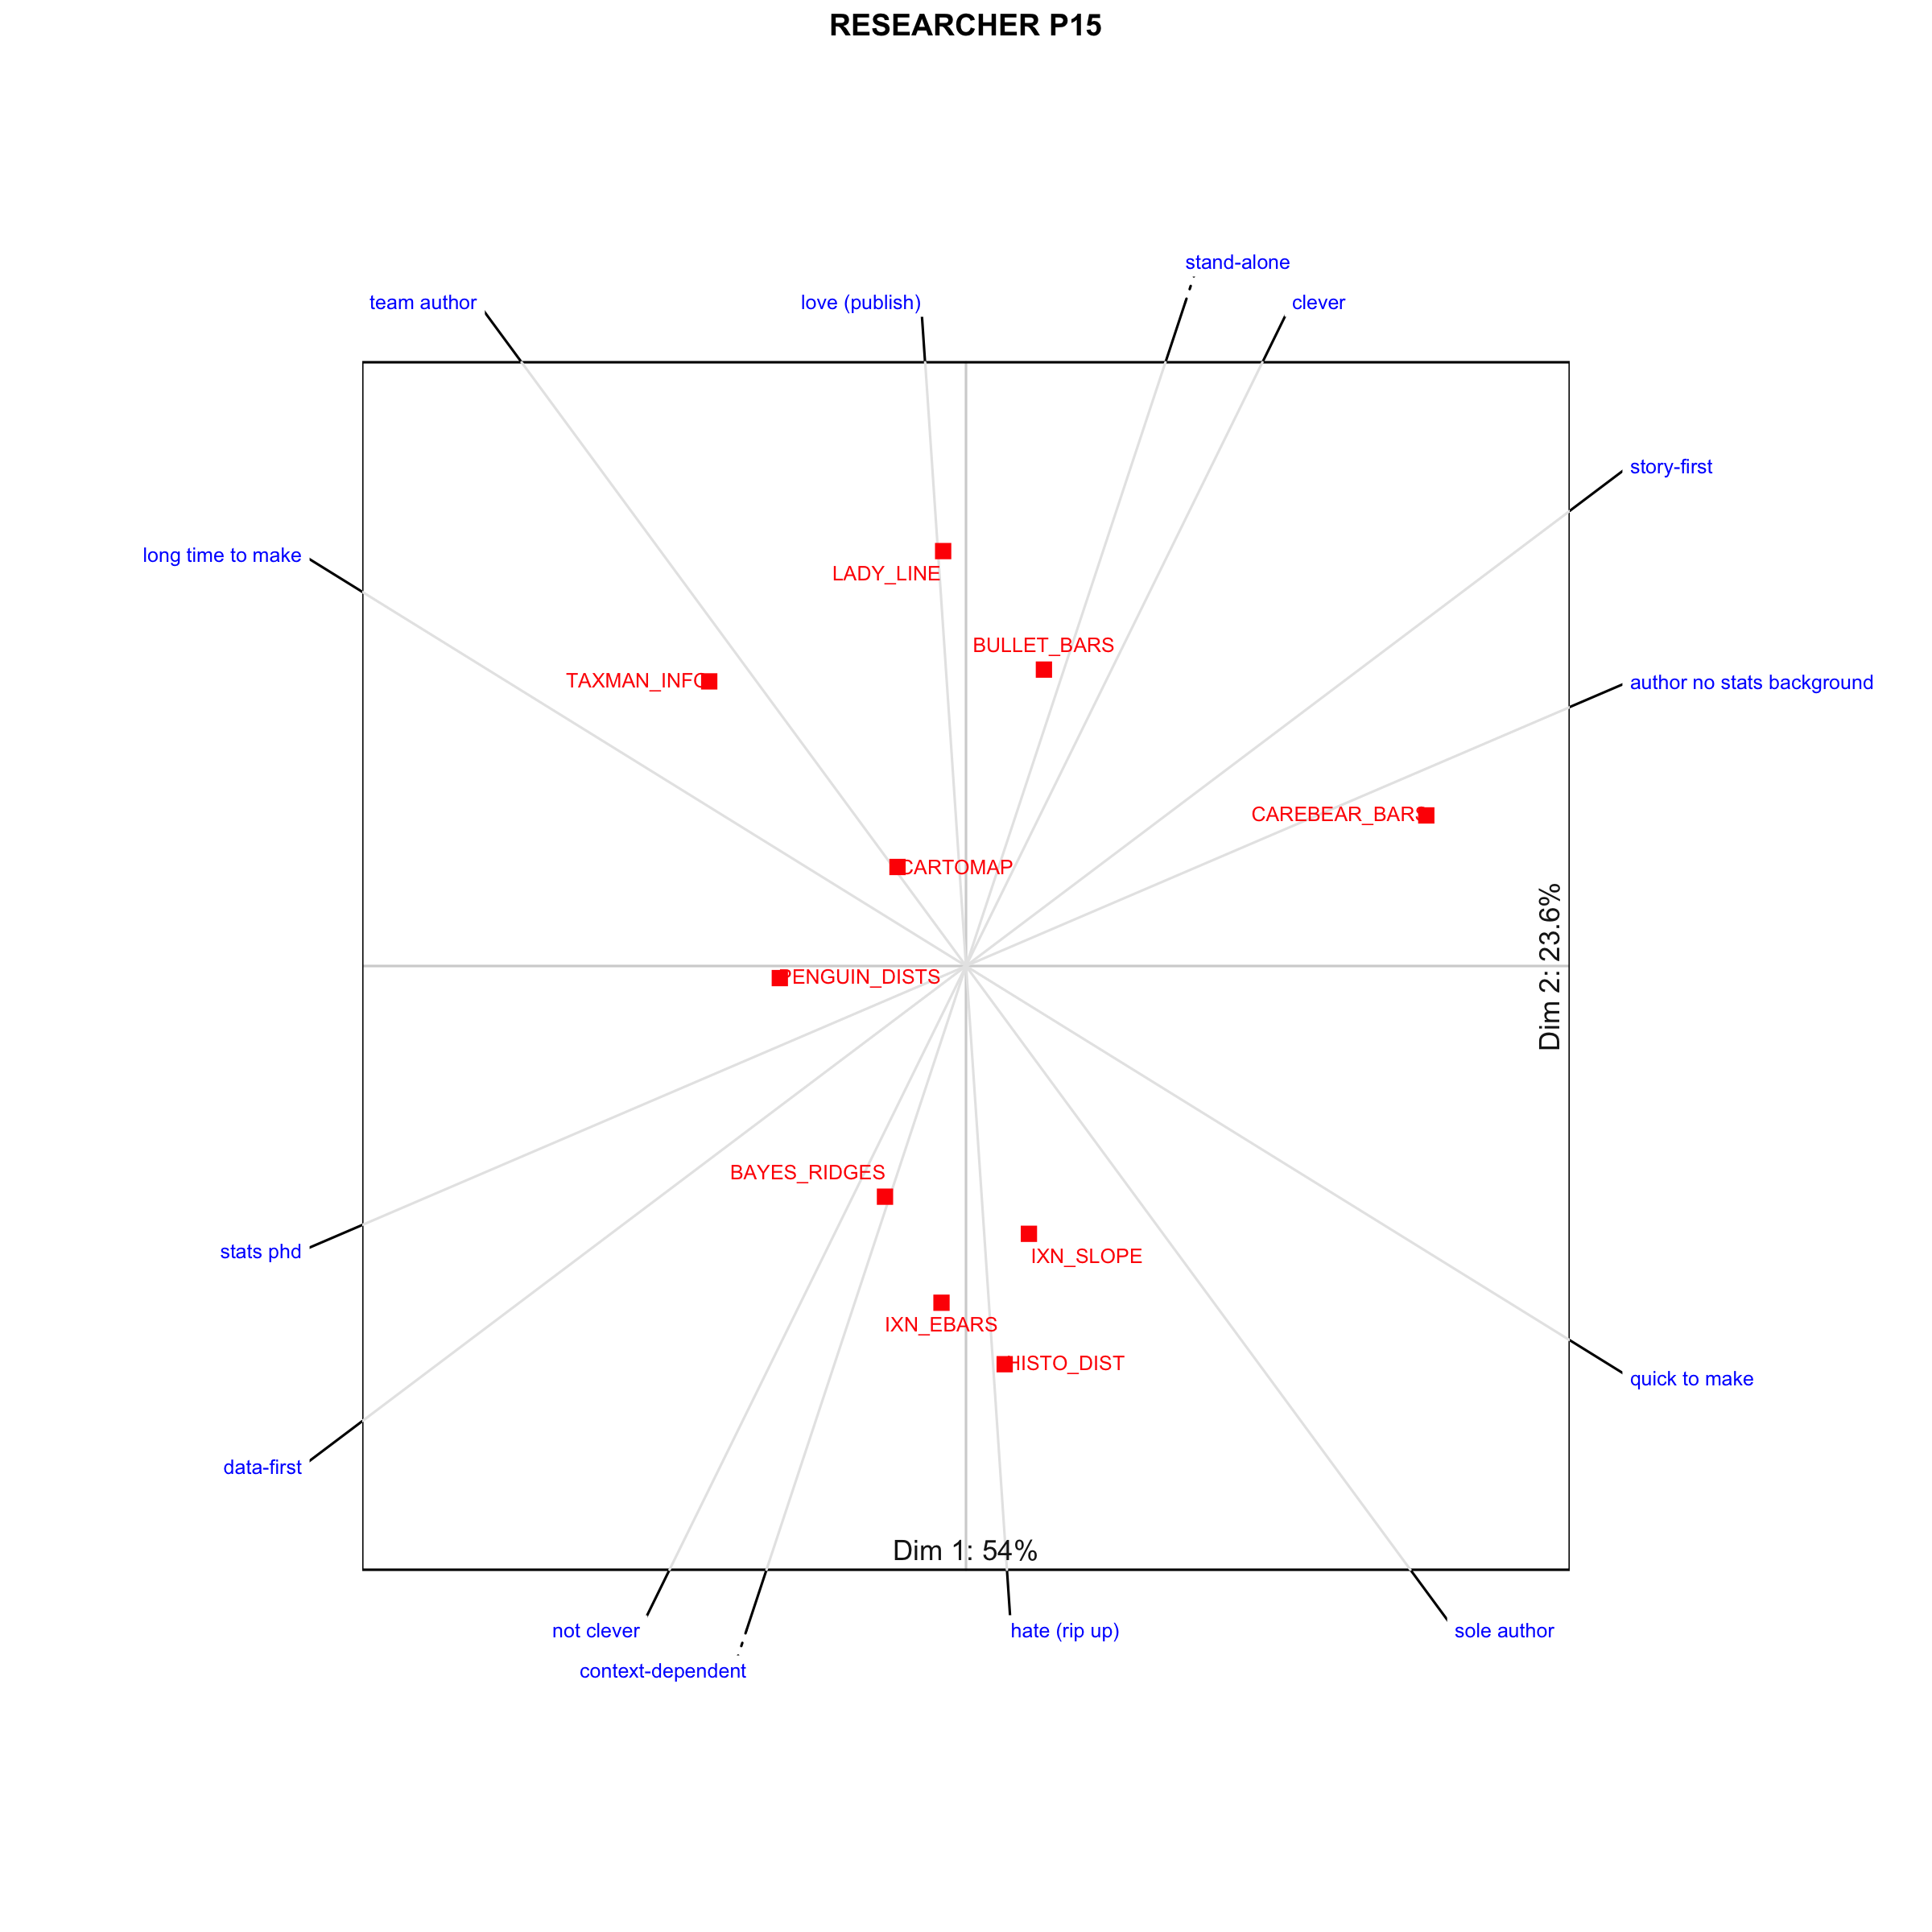 RESEARCHER P15
stand-alone
team author
love (publish)
clever
story-first
long time to make
LADY_LINE
BULLET_BARS
TAXMAN_INFO
author no stats background
CAREBEAR_BARS
CARTOMAP
Dim 2: 23.6%
PENGUIN_DISTS
BAYES_RIDGES
stats phd
IXN_SLOPE
IXN_EBARS
HISTO_DIST
quick to make
data-first
Dim 1: 54%
not clever
hate (rip up)
sole author
context-dependent